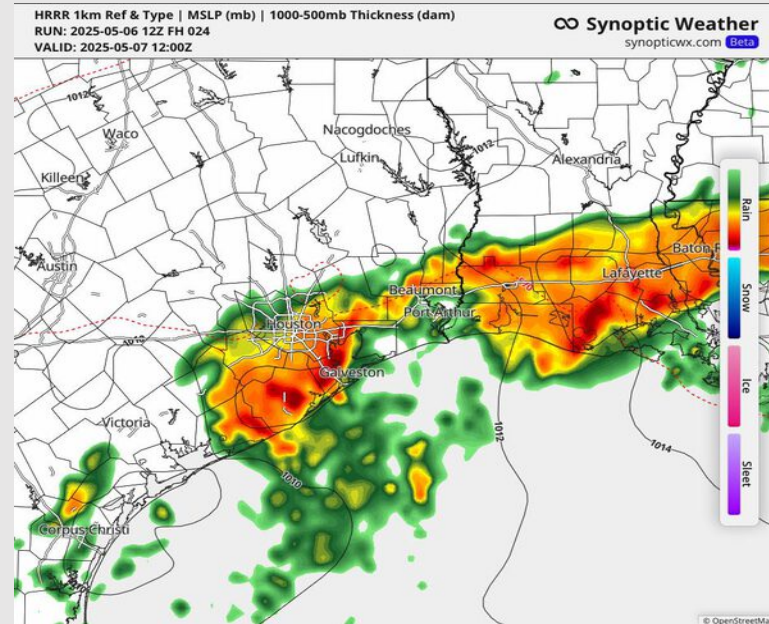 HRRR 1km Ref & Type | MSLP (mb) | 1000-500mb Thickness (dam)
RUN: 2025-05-06 12Z FH 024
VALID: 2025-05-07 12:00Z
Synoptic Weather
synopticwx.com Beta
1012
Waco
Nacogdoches
1012
Lufkin
Alexandria
Killeen
Rain
Austin
Baton R
Lafayette
Snow
Beaumont
Port Arthur
Houston
Galveston
Ice
Victoria
1012
1014
1010
Sleet
Corpus Christi
© OpenStreetMa